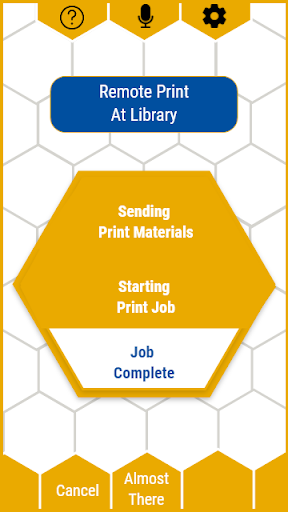 Remote Print
At Library
Sending
Print Materials
Starting
Print Job
Job
Complete
Cancel
Almost
There